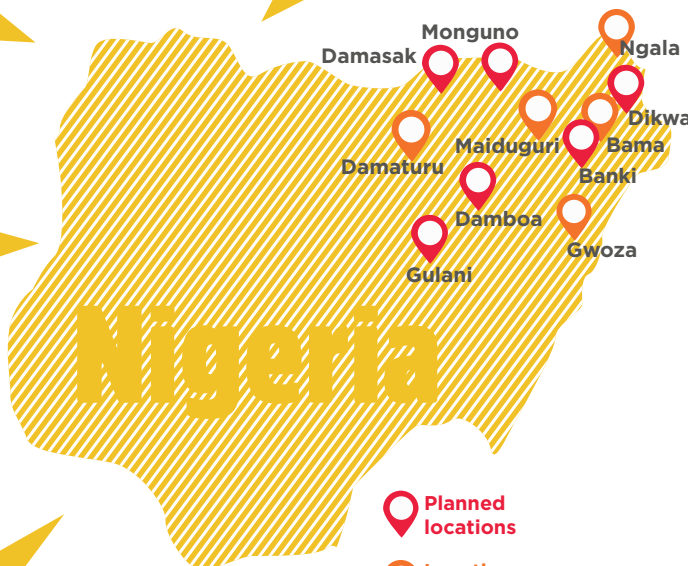 Monguno
Damasak
Ngala
Dikwa
Maiduguri
Bama
Damaturu
Banki
Damboa
Gwoza
Gulani
Nigeria
Planned
locations